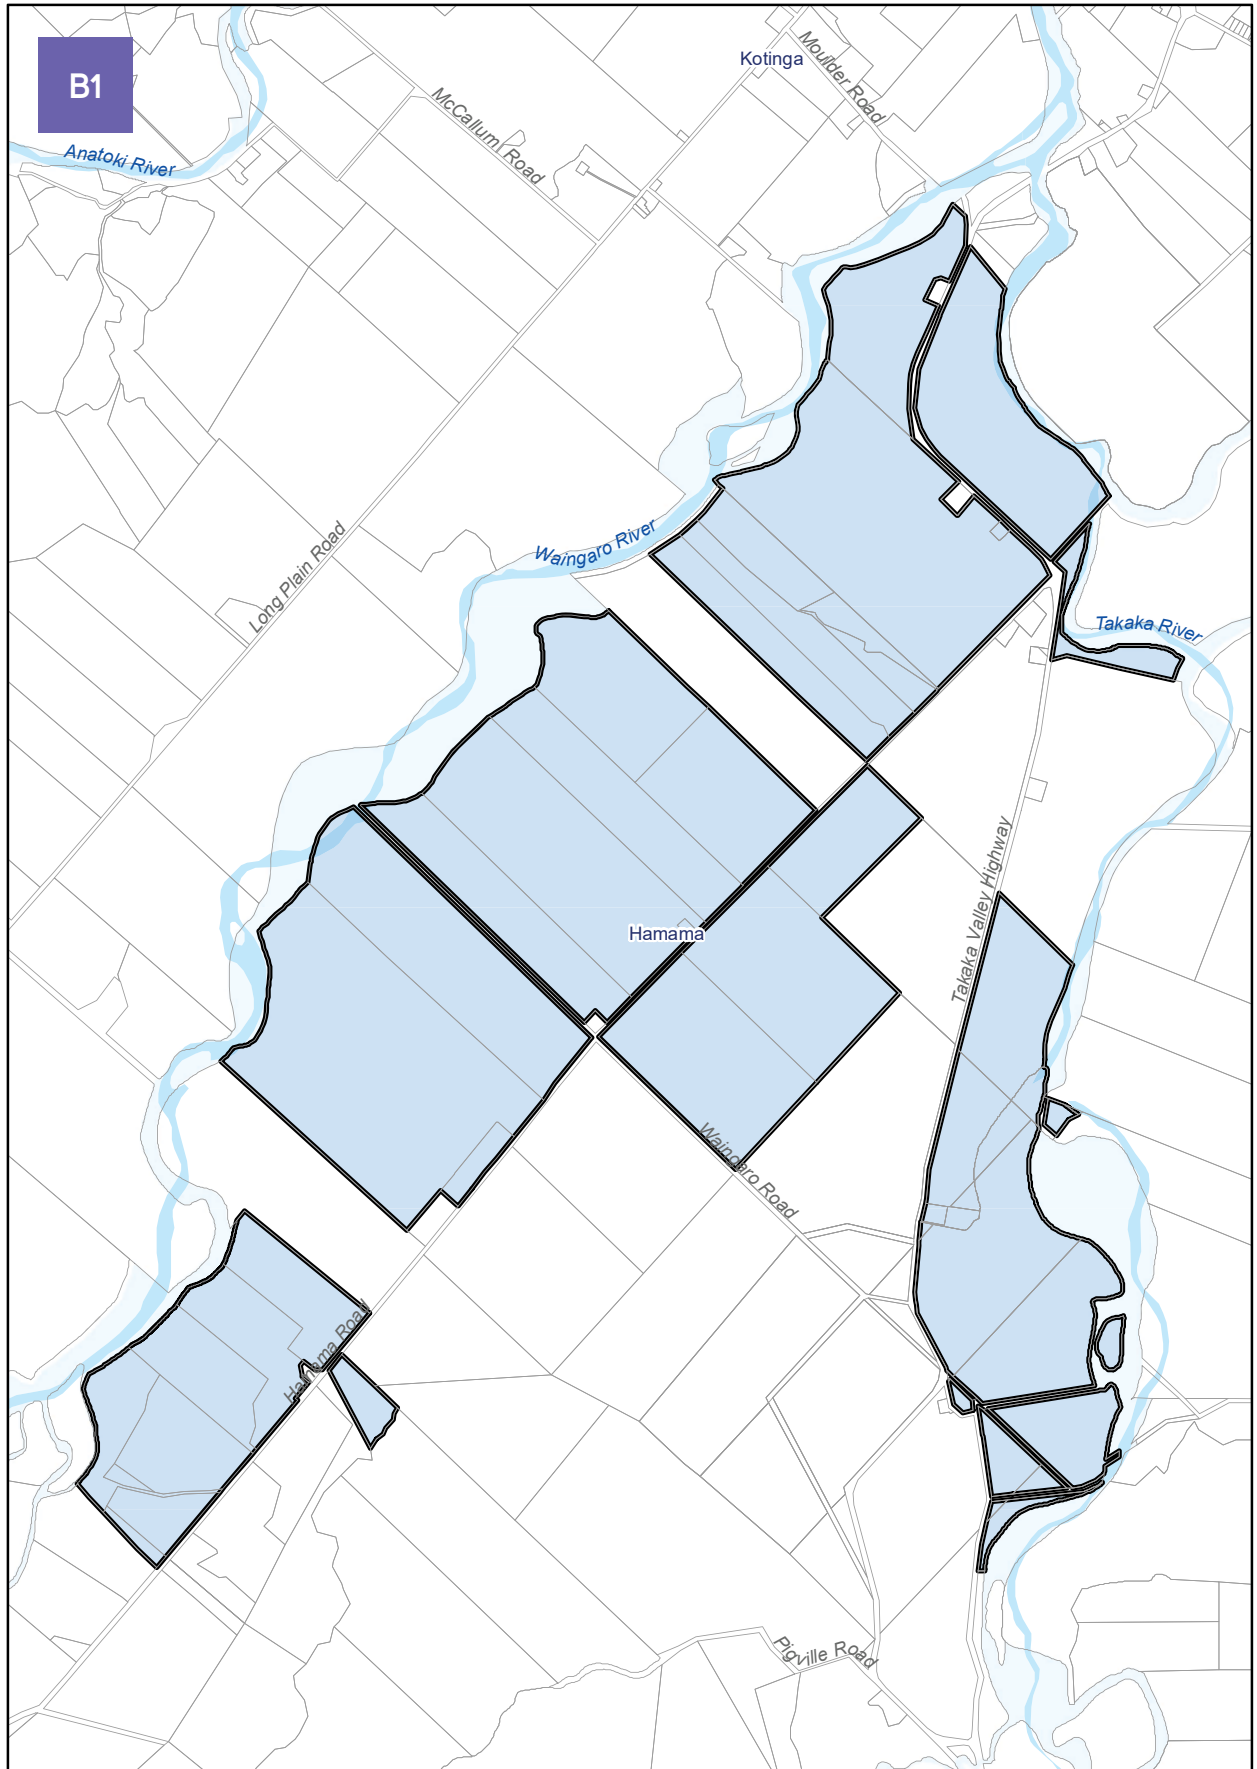 B1
Kotinga
Moulder Road
McCallum Road
Anatoki River
Long Plain Road
Waingaro River
Takaka River
Takaka Valley Highway
Hamama
Waingaro Road
Hamama Road
Pigville Road